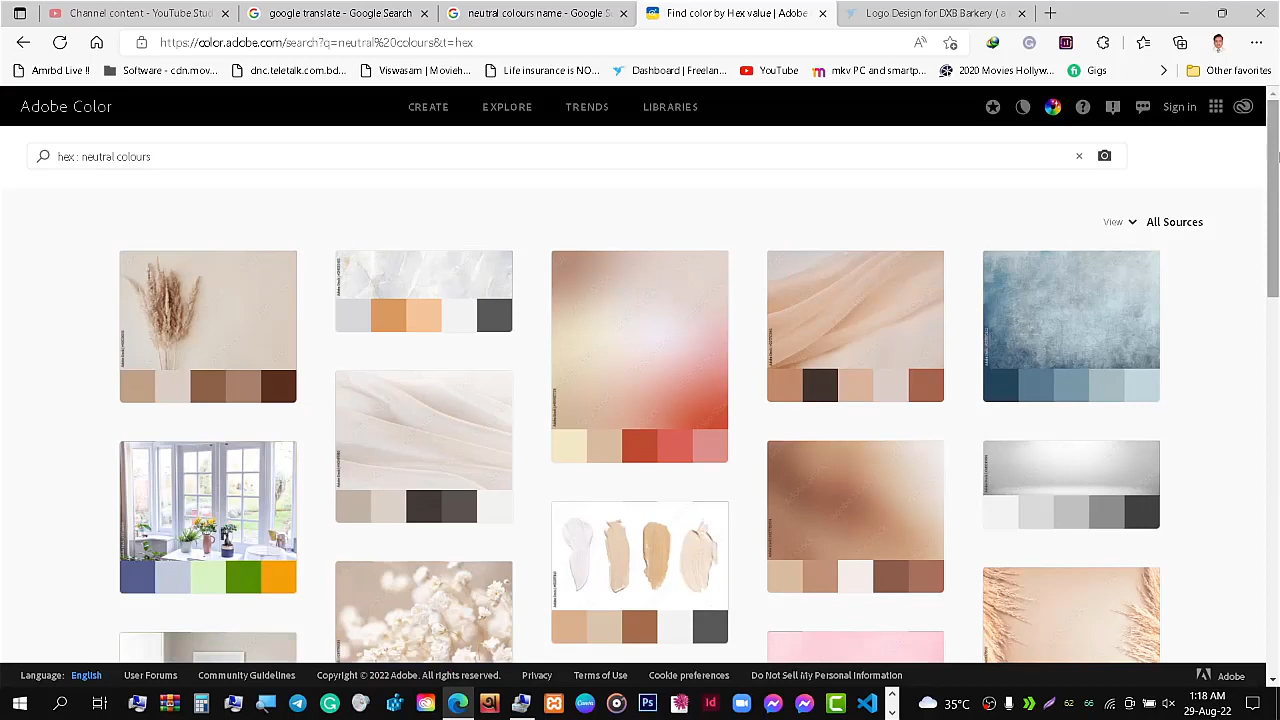 Channel content - YouTube Stud
google translate - Google Search
neutral colours name - Google S
Find color by Hex value | Adobe
Logo Design for DXB Barkery ( a
https://color.adobe.com/search?q=neutral%20colours&t=hex
Amtbd Live !!
Software - cdn.mov...
dnc.teletalk.com.bd...
Viswasam | Movieh...
Life insurance is NO...
Dashboard | Freelan...
YouTube
mkv PC and smartp...
2020 Movies Hollyw...
Gigs
Other favorites
Adobe Color
CREATE
EXPLORE
TRENDS
LIBRARIES
Sign in
hex : neutral colours
View
All Sources
Language: English
User Forums
Community Guidelines
Copyright © 2022 Adobe. All rights reserved.
Privacy
Terms of Use
Cookie preferences
Do Not Sell My Personal Information
Adobe
35°C
52
66
1:18 AM
29-Aug-22